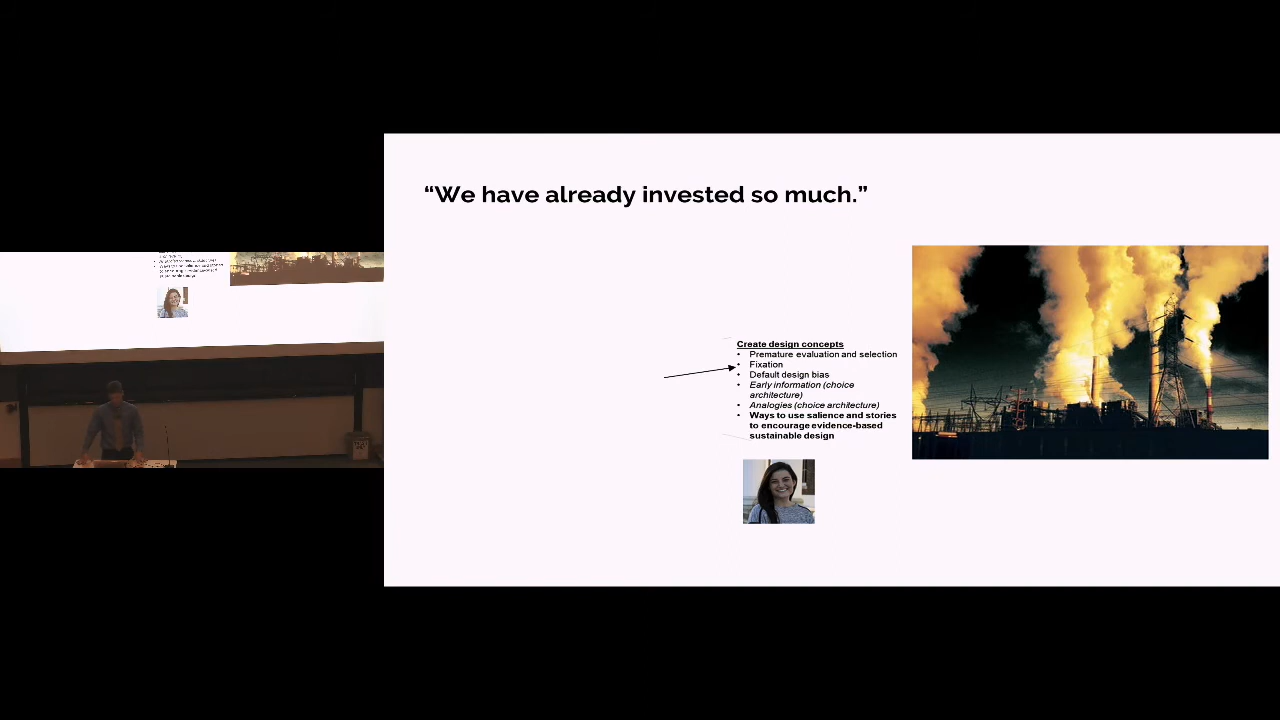 “We have already invested so much.”
Create design concepts
• Premature evaluation and selection
• Fixation
• Default design bias
• Early information (choice
architecture)
• Analogies (choice architecture)
• Ways to use salience and stories
to encourage evidence-based
sustainable design